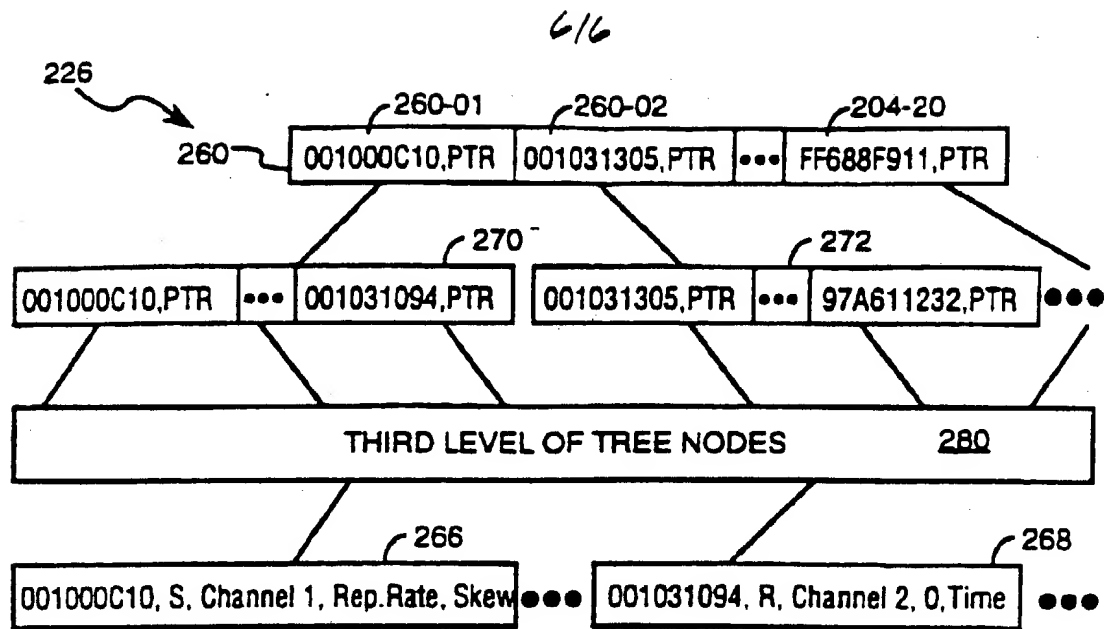 6/6
226
260-01 260-02 204-20
260 001000C10,PTR 001031305,PTR ••• FF688F911,PTR
270 272
001000C10,PTR ••• 001031094,PTR 001031305,PTR ••• 97A611232,PTR •••
THIRD LEVEL OF TREE NODES 280
266 268
001000C10, S, Channel 1, Rep.Rate, Skew ••• 001031094, R, Channel 2, 0,Time •••